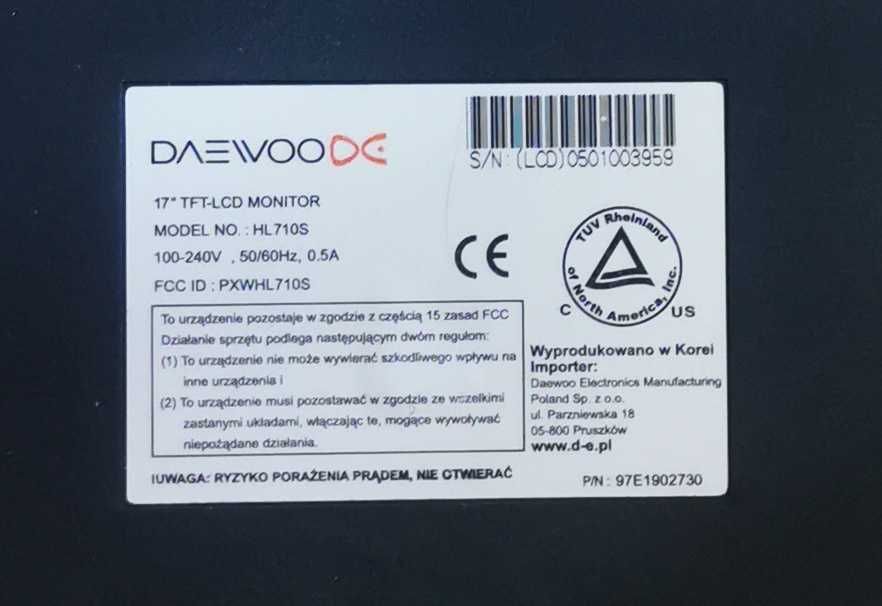 DAEWOO DE
S/N: (LCD)0501003959
17" TFT-LCD MONITOR
MODEL NO. : HL710S
100-240V , 50/60Hz, 0.5A
FCC ID : PXWHL710S
CE
TUV Rheinland
of North America, Inc.
C US
To urządzenie pozostaje w zgodzie z częścią 15 zasad FCC
Działanie sprzętu podlega następującym dwóm regułom:
(1) To urządzenie nie może wywierać szkodliwego wpływu na
inne urządzenia i
(2) To urządzenie musi pozostawać w zgodzie ze wszelkimi
zastanymi układami, włączając te, mogące wywoływać
niepożądane działania.
Wyprodukowano w Korei
Importer:
Daewoo Electronics Manufacturing
Poland Sp. z o.o.
ul. Parzniewska 18
05-800 Pruszków
www.d-e.pl
IUWAGA: RYZYKO PORAŻENIA PRĄDEM, NIE OTWIERAĆ
P/N : 97E1902730